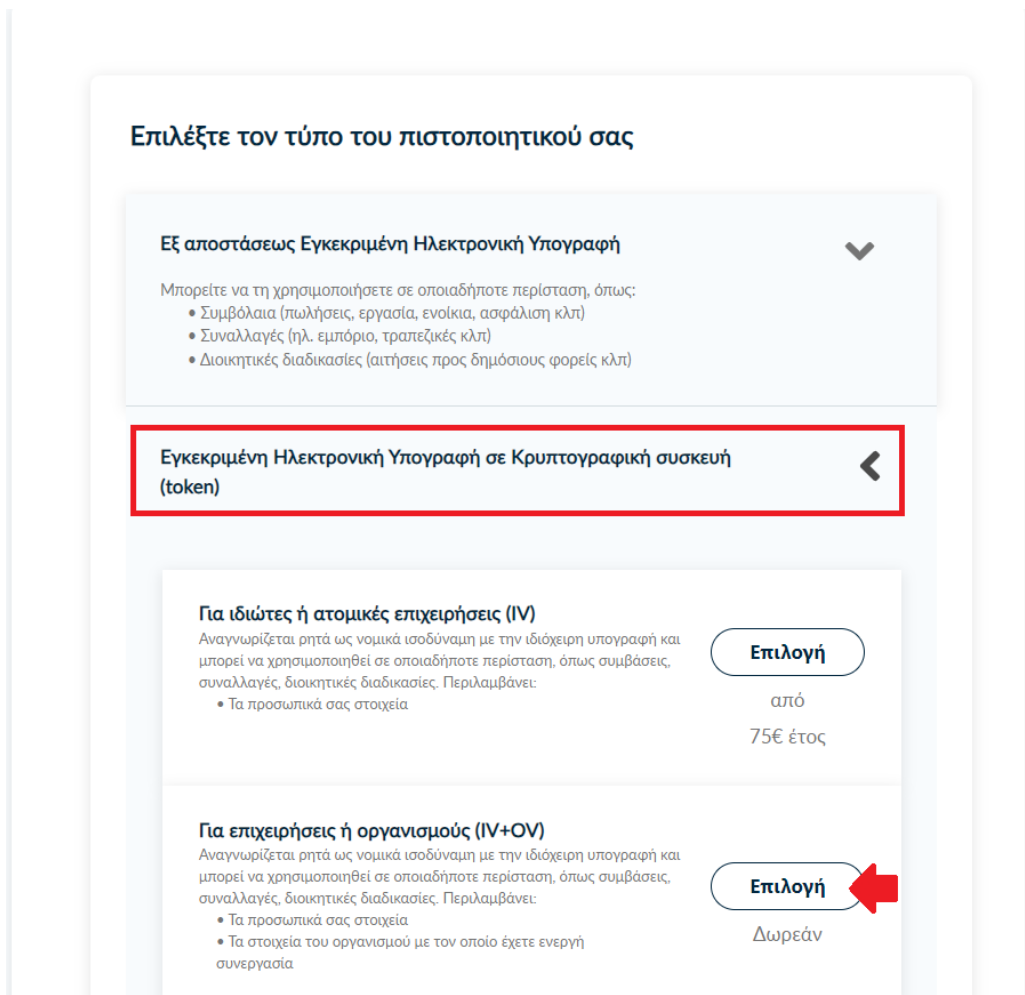 Επιλέξτε τον τύπο του πιστοποιητικού σας
Εξ αποστάσεως Εγκεκριμένη Ηλεκτρονική Υπογραφή
Μπορείτε να τη χρησιμοποιήσετε σε οποιαδήποτε περίσταση, όπως:
• Συμβόλαια (πωλήσεις, εργασία, ενοίκια, ασφάλιση κλπ)
• Συναλλαγές (ηλ. εμπόριο, τραπεζικές κλπ)
• Διοικητικές διαδικασίες (αιτήσεις προς δημόσιους φορείς κλπ)
Εγκεκριμένη Ηλεκτρονική Υπογραφή σε Κρυπτογραφική συσκευή
(token)
Για ιδιώτες ή ατομικές επιχειρήσεις (IV)
Αναγνωρίζεται ρητά ως νομικά ισοδύναμη με την ιδιόχειρη υπογραφή και
μπορεί να χρησιμοποιηθεί σε οποιαδήποτε περίσταση, όπως συμβάσεις,
συναλλαγές, διοικητικές διαδικασίες. Περιλαμβάνει:
• Τα προσωπικά σας στοιχεία
Επιλογή
από
75€ έτος
Για επιχειρήσεις ή οργανισμούς (IV+OV)
Αναγνωρίζεται ρητά ως νομικά ισοδύναμη με την ιδιόχειρη υπογραφή και
μπορεί να χρησιμοποιηθεί σε οποιαδήποτε περίσταση, όπως συμβάσεις,
συναλλαγές, διοικητικές διαδικασίες. Περιλαμβάνει:
• Τα προσωπικά σας στοιχεία
• Τα στοιχεία του οργανισμού με τον οποίο έχετε ενεργή
συνεργασία
Επιλογή
Δωρεάν